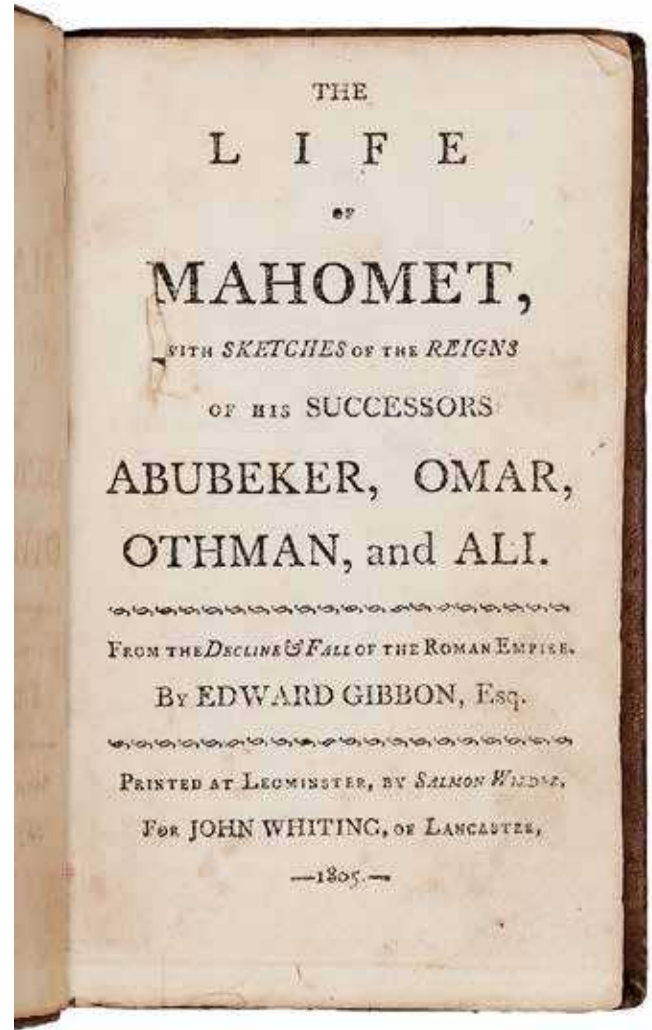 THE
L I F E
OF
MAHOMET,
WITH SKETCHES OF THE REIGNS
OF HIS SUCCESSORS
ABUBEKER, OMAR,
OTHMAN, and ALI.
FROM THE DECLINE & FALL OF THE ROMAN EMPIRE.
BY EDWARD GIBBON, Esq.
PRINTED AT LEOMINSTER, BY SALMON WILDER,
FOR JOHN WHITING, OF LANCASTER,
—1805.—